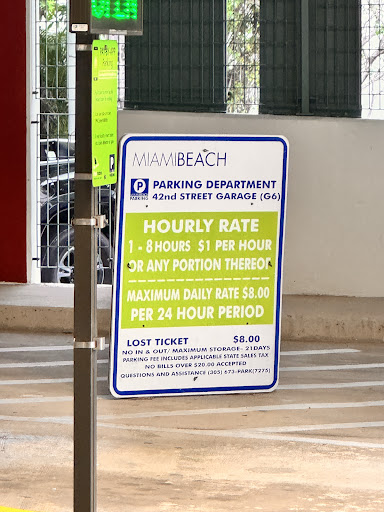 MIAMIBEACH
P PARKING DEPARTMENT
PARKING 42nd STREET GARAGE (G6)
HOURLY RATE
1 - 8 HOURS $1 PER HOUR
OR ANY PORTION THEREOF
MAXIMUM DAILY RATE $8.00
PER 24 HOUR PERIOD
LOST TICKET $8.00
NO IN & OUT/ MAXIMUM STORAGE- 21DAYS
PARKING FEE INCLUDES APPLICABLE STATE SALES TAX
NO BILLS OVER $20.00 ACCEPTED
QUESTIONS AND ASSISTANCE (305) 673-PARK(7275)